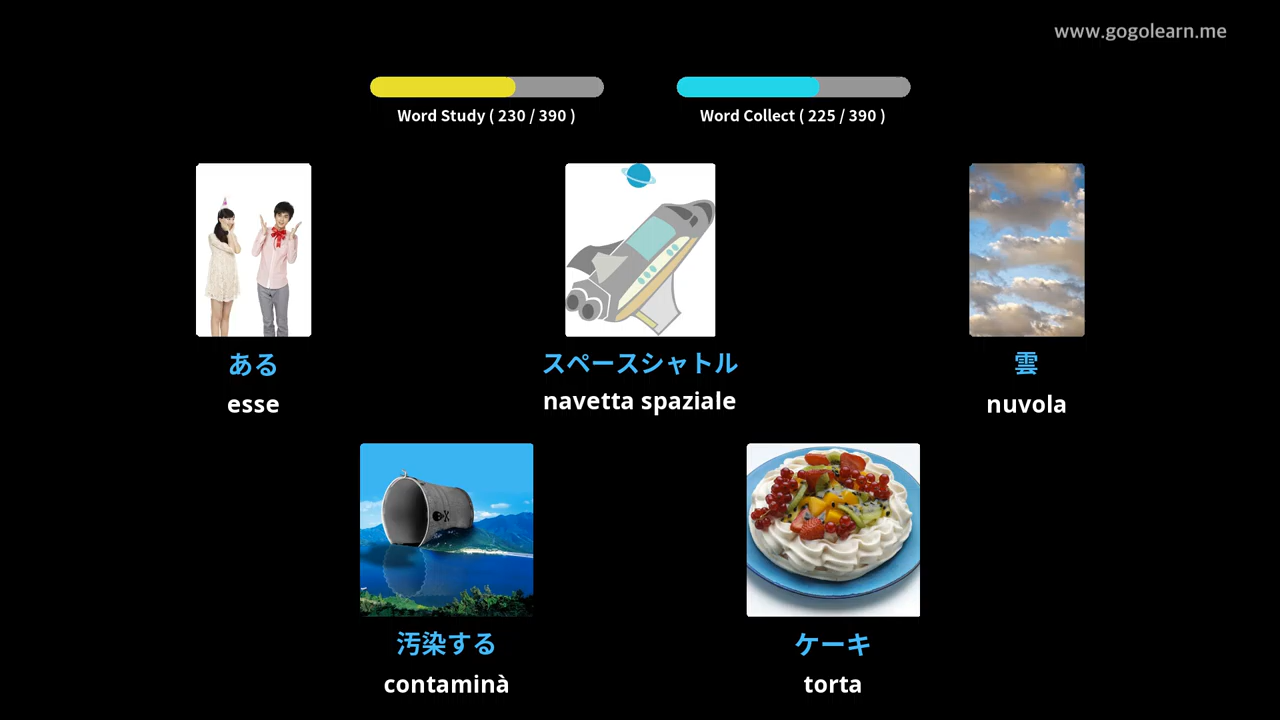 www.gogolearn.me
Word Study ( 230 / 390 )
Word Collect ( 225 / 390 )
ある
esse
スペースシャトル
navetta spaziale
雲
nuvola
汚染する
contaminà
ケーキ
torta